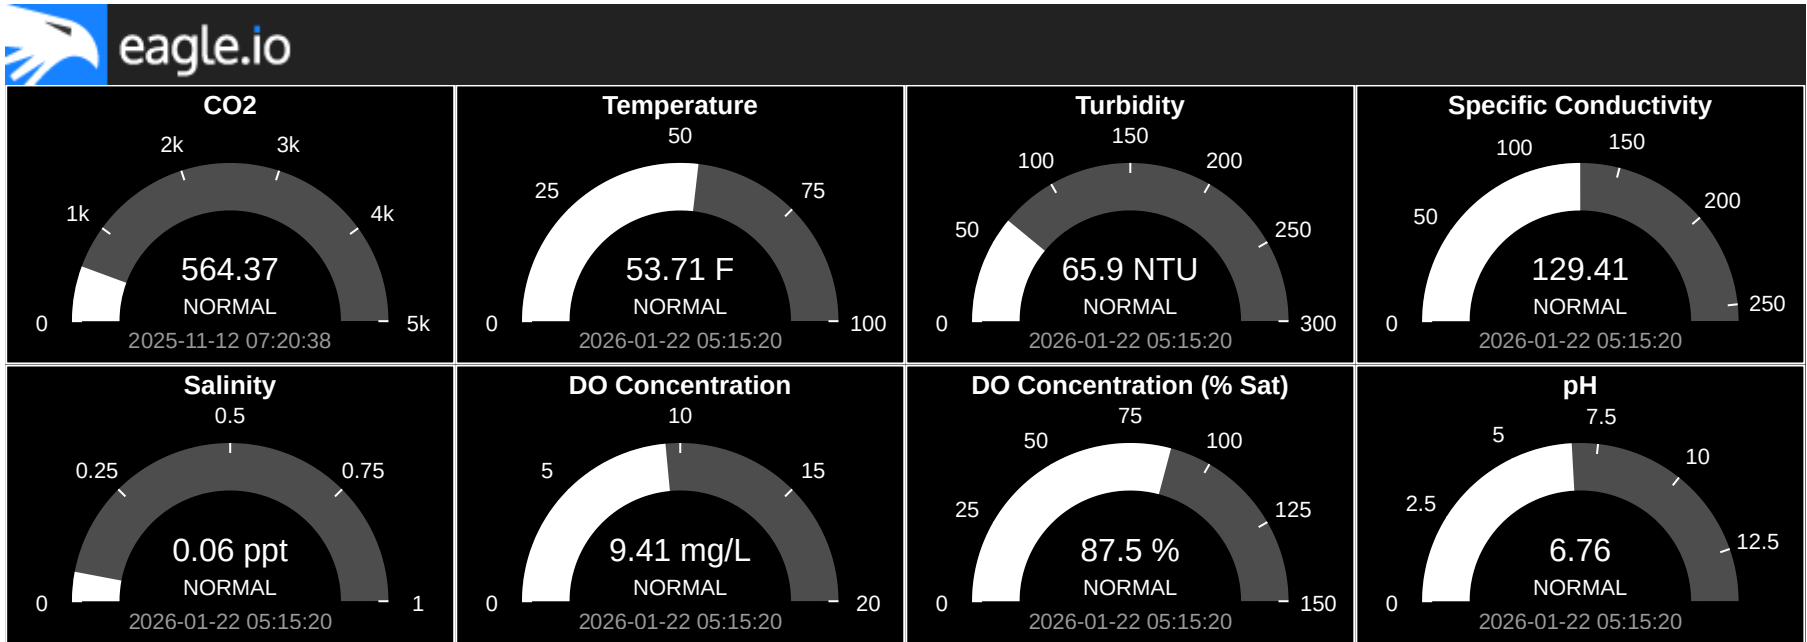 eagle.io
CO2
0
1k
2k
3k
4k
5k
564.37
NORMAL
2025-11-12 07:20:38
Temperature
0
25
50
75
100
53.71 F
NORMAL
2026-01-22 05:15:20
Turbidity
0
50
100
150
200
250
300
65.9 NTU
NORMAL
2026-01-22 05:15:20
Specific Conductivity
0
50
100
150
200
250
129.41
NORMAL
2026-01-22 05:15:20
Salinity
0
0.25
0.5
0.75
1
0.06 ppt
NORMAL
2026-01-22 05:15:20
DO Concentration
0
5
10
15
20
9.41 mg/L
NORMAL
2026-01-22 05:15:20
DO Concentration (% Sat)
0
25
50
75
100
125
150
87.5 %
NORMAL
2026-01-22 05:15:20
pH
0
2.5
5
7.5
10
12.5
6.76
NORMAL
2026-01-22 05:15:20